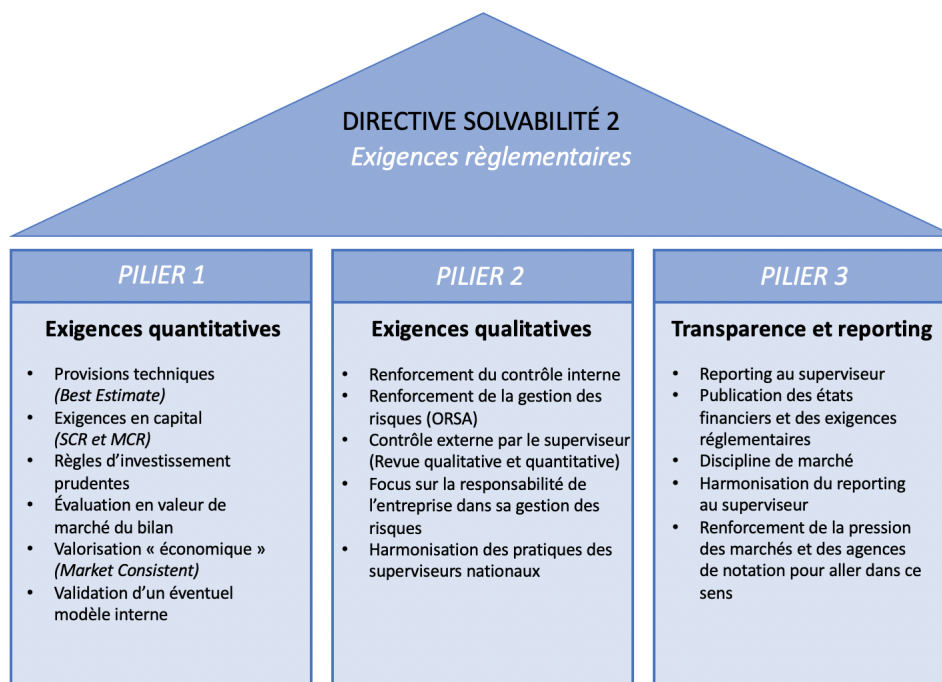 DIRECTIVE SOLVABILITÉ 2
Exigences règlementaires
PILIER 1
Exigences quantitatives
• Provisions techniques
(Best Estimate)
• Exigences en capital
(SCR et MCR)
• Règles d’investissement
prudentes
• Évaluation en valeur de
marché du bilan
• Valorisation « économique »
(Market Consistent)
• Validation d’un éventuel
modèle interne
PILIER 2
Exigences qualitatives
• Renforcement du contrôle interne
• Renforcement de la gestion des
risques (ORSA)
• Contrôle externe par le superviseur
(Revue qualitative et quantitative)
• Focus sur la responsabilité de
l’entreprise dans sa gestion des
risques
• Harmonisation des pratiques des
superviseurs nationaux
PILIER 3
Transparence et reporting
• Reporting au superviseur
• Publication des états
financiers et des exigences
réglementaires
• Discipline de marché
• Harmonisation du reporting
au superviseur
• Renforcement de la pression
des marchés et des agences
de notation pour aller dans ce
sens